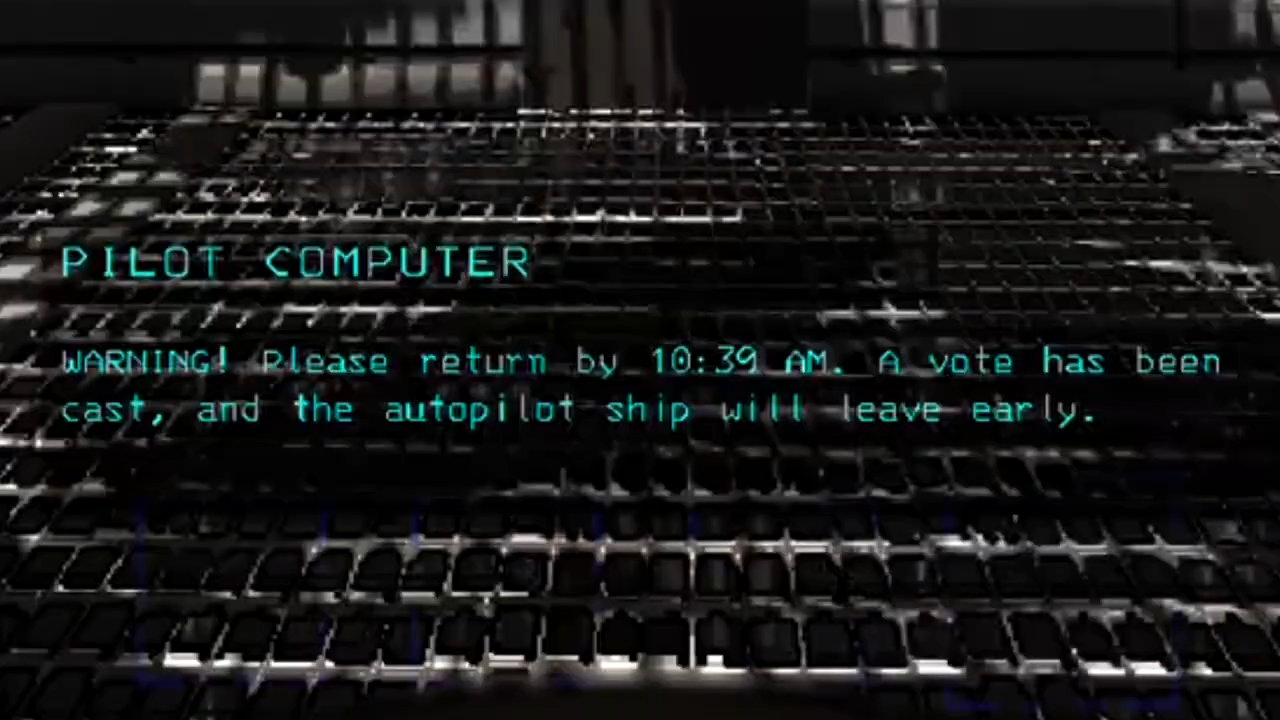 PILOT COMPUTER
WARNING! Please return by 10:39 AM. A vote has been
cast, and the autopilot ship will leave early.